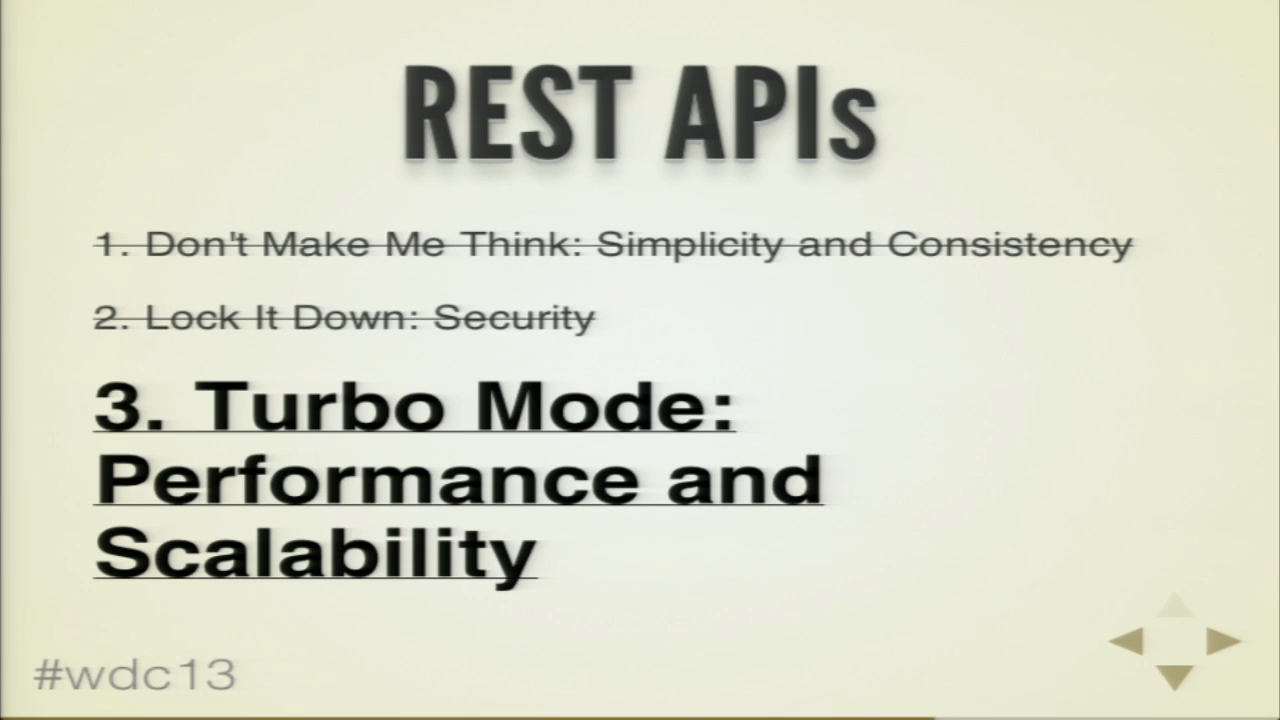 REST APIs
1. Don't Make Me Think: Simplicity and Consistency
2. Lock It Down: Security
3. Turbo Mode:
Performance and
Scalability
#wdc13